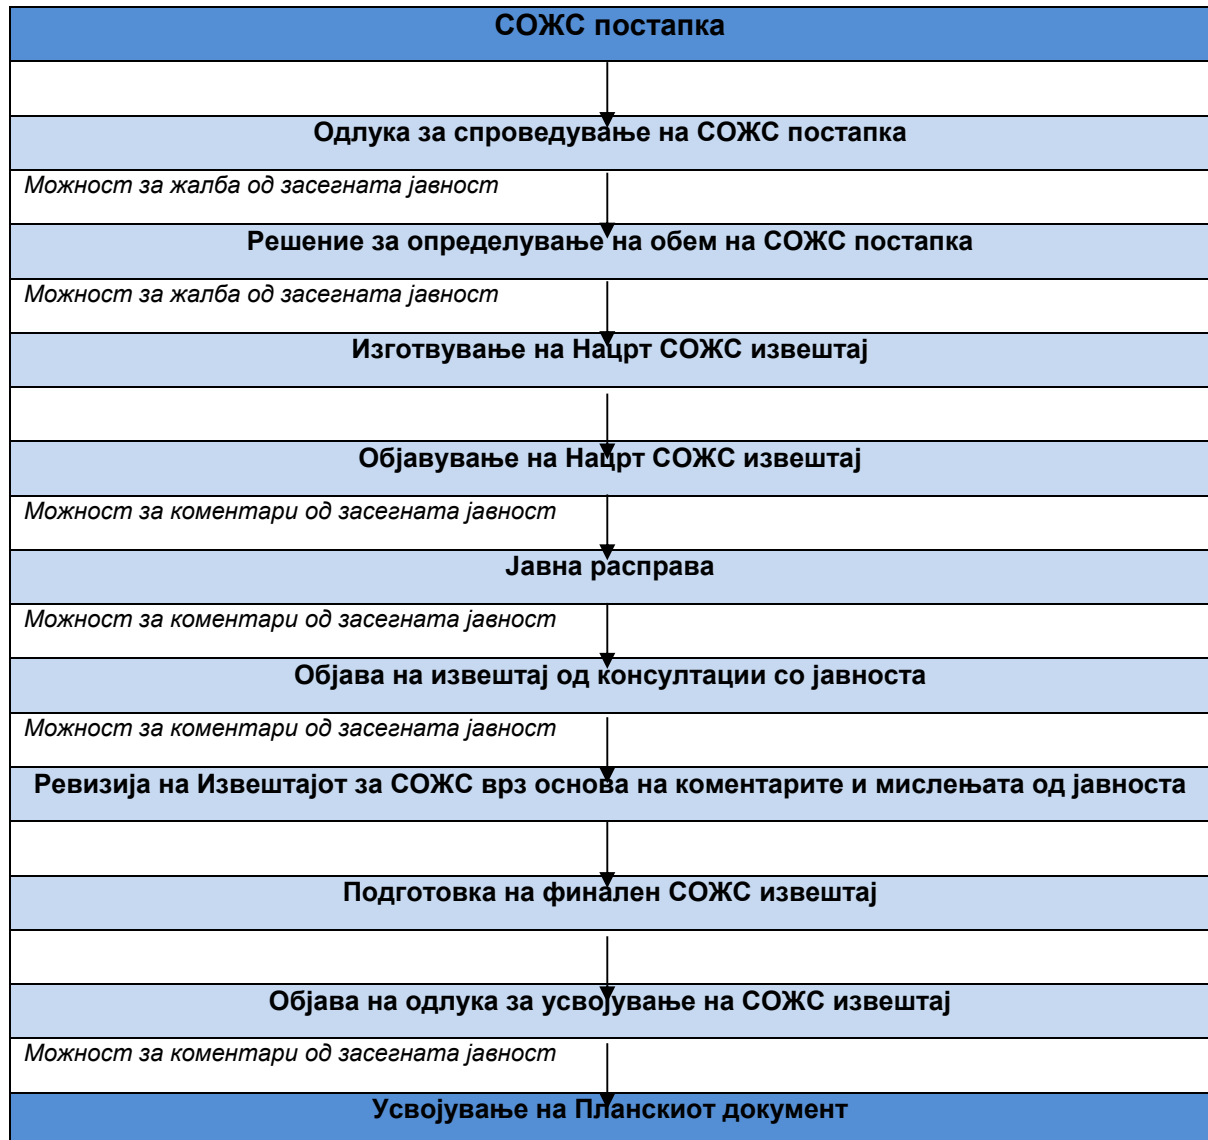 СОЖС постапка
Одлука за спроведување на СОЖС постапка
Можност за жалба од засегната јавност
Решение за определување на обем на СОЖС постапка
Можност за жалба од засегната јавност
Изготвување на Нацрт СОЖС извештај
Објавување на Нацрт СОЖС извештај
Можност за коментари од засегната јавност
Јавна расправа
Можност за коментари од засегната јавност
Објава на извештај од консултации со јавноста
Можност за коментари од засегната јавност
Ревизија на Извештајот за СОЖС врз основа на коментарите и мислењата од јавноста
Подготовка на финален СОЖС извештај
Објава на одлука за усвојување на СОЖС извештај
Можност за коментари од засегната јавност
Усвојување на Планскиот документ